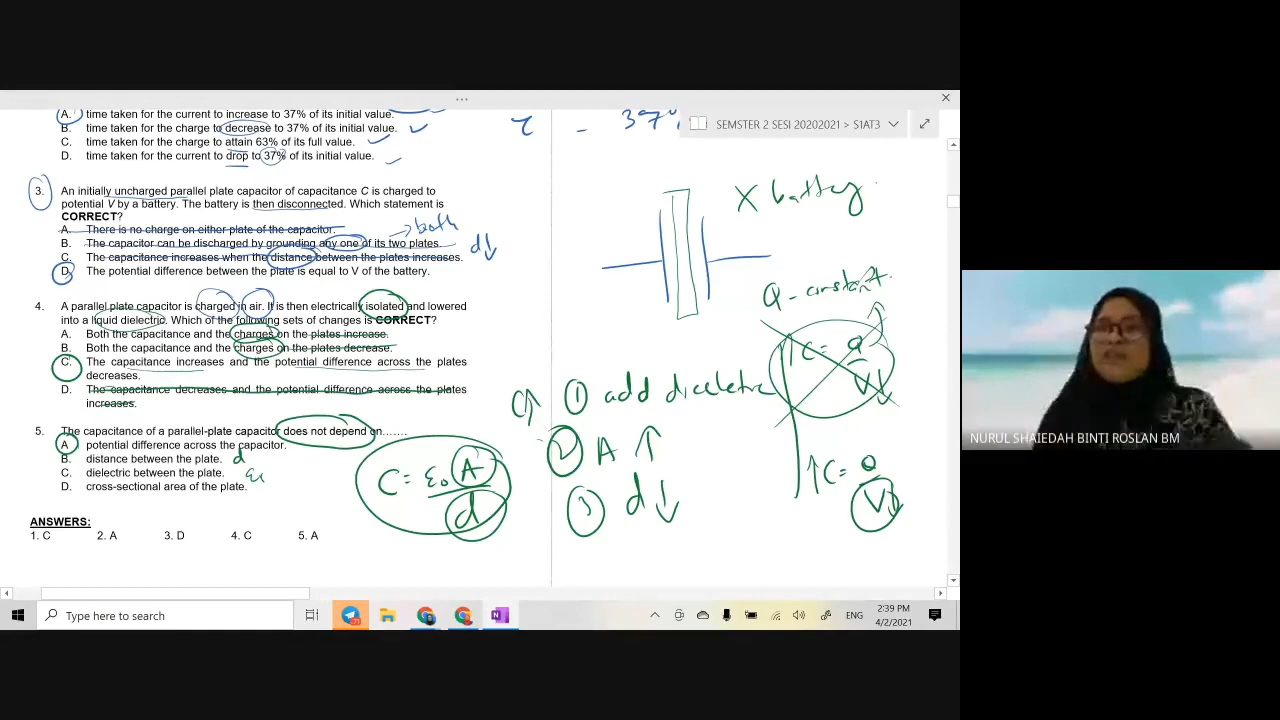 A. time taken for the current to increase to 37% of its initial value.
B. time taken for the charge to decrease to 37% of its initial value.
C. time taken for the charge to attain 63% of its full value.
D. time taken for the current to drop to 37% of its initial value.
3. An initially uncharged parallel plate capacitor of capacitance C is charged to
potential V by a battery. The battery is then disconnected. Which statement is
CORRECT?
A. There is no charge on either plate of the capacitor.
B. The capacitor can be discharged by grounding any one of its two plates.
→ both
C. The capacitance increases when the distance between the plates increases.
d↓
D. The potential difference between the plate is equal to V of the battery.
4. A parallel plate capacitor is charged in air. It is then electrically isolated and lowered
into a liquid dielectric. Which of the following sets of changes is CORRECT?
A. Both the capacitance and the charges on the plates increase.
B. Both the capacitance and the charges on the plates decrease.
C. The capacitance increases and the potential difference across the plates
decreases.
D. The capacitance decreases and the potential difference across the plates
increases.
5. The capacitance of a parallel-plate capacitor does not depend on…….
A potential difference across the capacitor.
B. distance between the plate. d
C. dielectric between the plate.
D. cross-sectional area of the plate.
C = ε₀ A
d
ANSWERS:
1. C 2. A 3. D 4. C 5. A
τ - 37%
SEMSTER 2 SESI 20202021 > S1AT3
X battery
Q - constant
↑C = Q↑
V↓
C↑ ① add dielectric
② A ↑
③ d↓
↑C = Q
V↓
NURUL SHAIEDAH BINTI ROSLAN BM
Type here to search
ENG
2:39 PM
4/2/2021